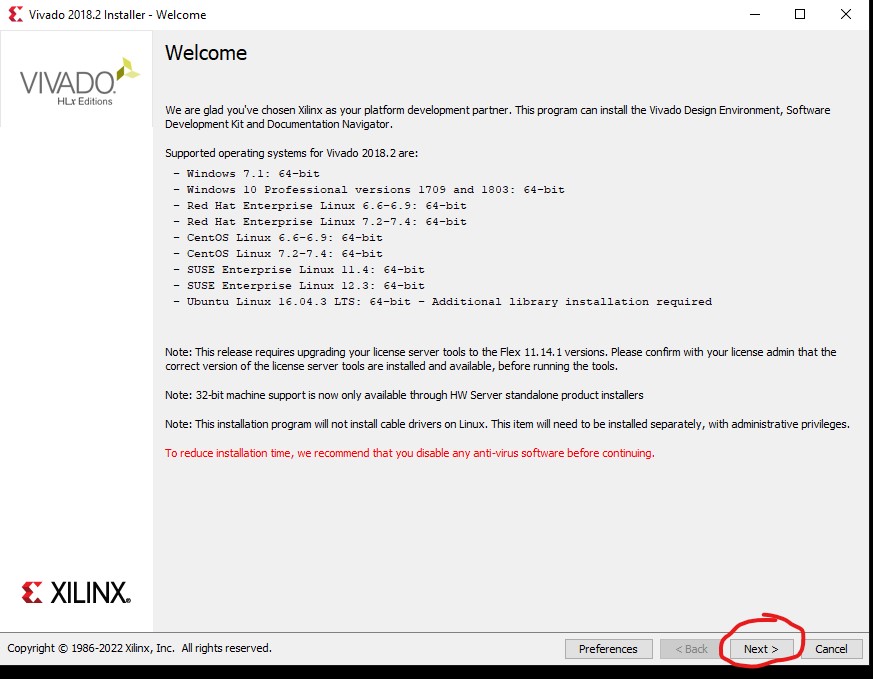 Vivado 2018.2 Installer - Welcome
VIVADO.
HLx Editions
Welcome
We are glad you've chosen Xilinx as your platform development partner. This program can install the Vivado Design Environment, Software
Development Kit and Documentation Navigator.
Supported operating systems for Vivado 2018.2 are:
- Windows 7.1: 64-bit
- Windows 10 Professional versions 1709 and 1803: 64-bit
- Red Hat Enterprise Linux 6.6-6.9: 64-bit
- Red Hat Enterprise Linux 7.2-7.4: 64-bit
- CentOS Linux 6.6-6.9: 64-bit
- CentOS Linux 7.2-7.4: 64-bit
- SUSE Enterprise Linux 11.4: 64-bit
- SUSE Enterprise Linux 12.3: 64-bit
- Ubuntu Linux 16.04.3 LTS: 64-bit - Additional library installation required
Note: This release requires upgrading your license server tools to the Flex 11.14.1 versions. Please confirm with your license admin that the
correct version of the license server tools are installed and available, before running the tools.
Note: 32-bit machine support is now only available through HW Server standalone product installers
Note: This installation program will not install cable drivers on Linux. This item will need to be installed separately, with administrative privileges.
To reduce installation time, we recommend that you disable any anti-virus software before continuing.
XILINX®
Copyright © 1986-2022 Xilinx, Inc. All rights reserved.
Preferences
< Back
Next >
Cancel